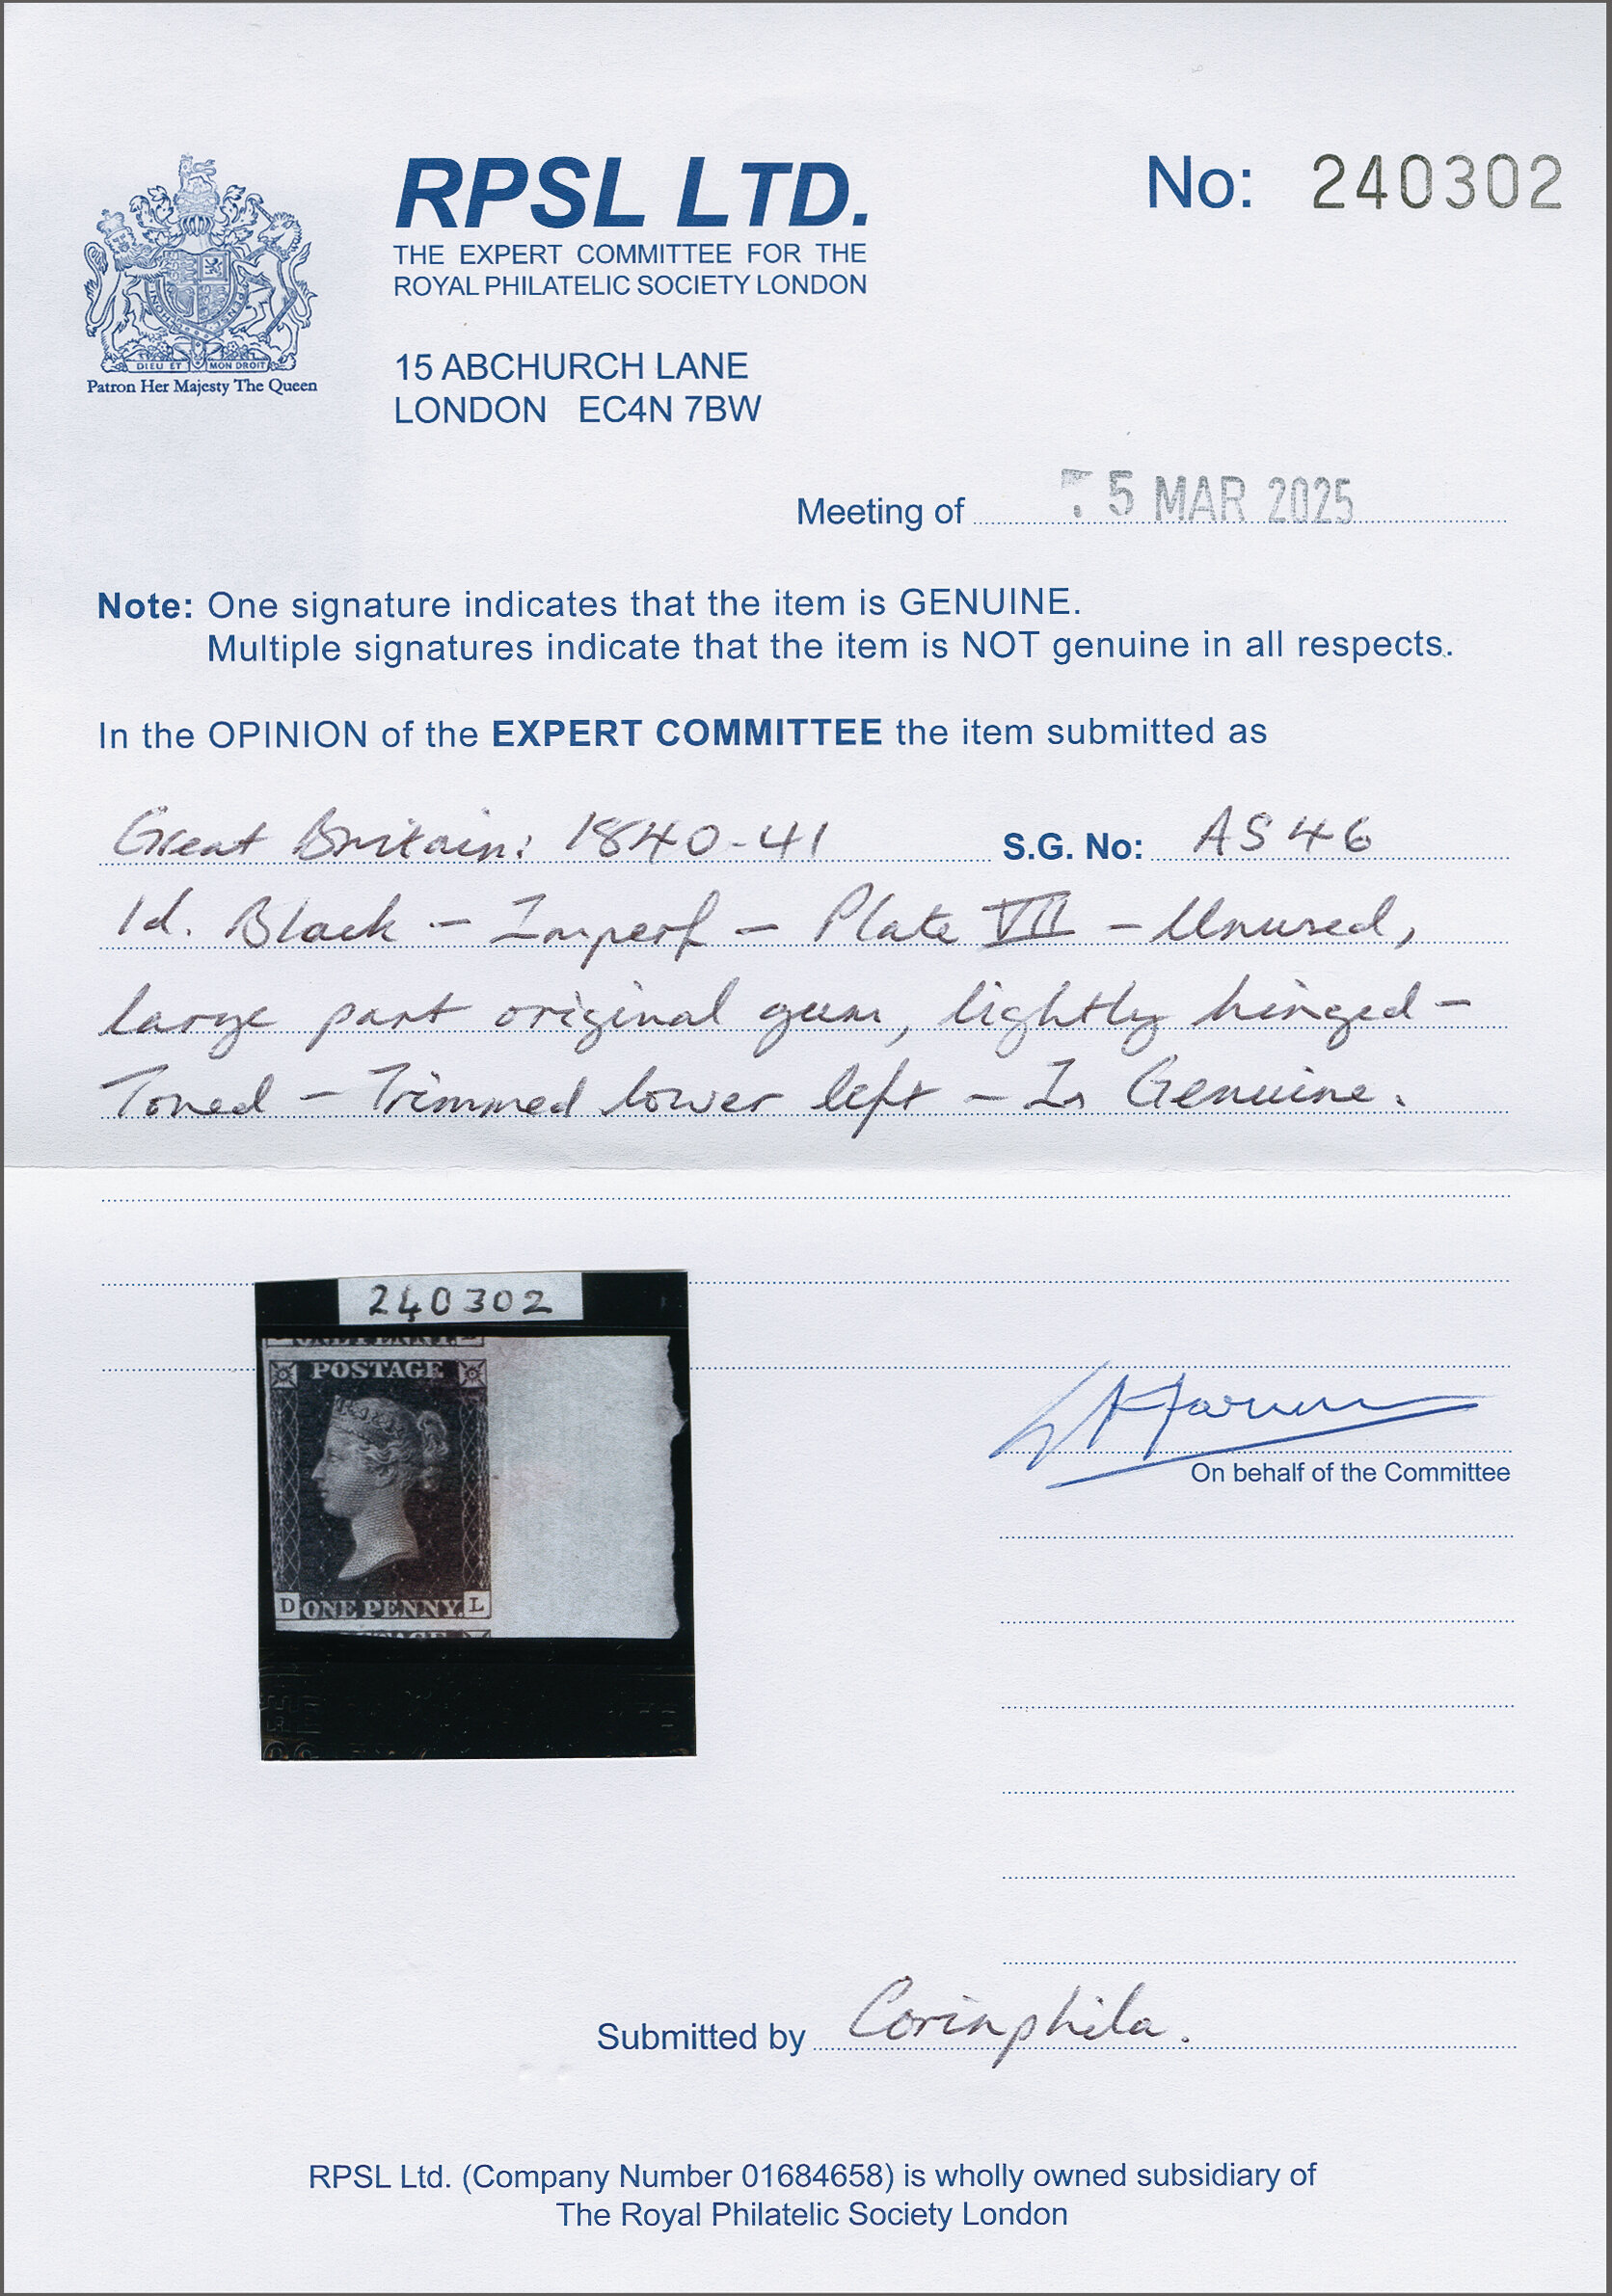 RPSL LTD.
THE EXPERT COMMITTEE FOR THE
ROYAL PHILATELIC SOCIETY LONDON
15 ABCHURCH LANE
LONDON EC4N 7BW
No: 240302
DIEU ET MON DROIT
Patron Her Majesty The Queen
Meeting of 5 MAR 2025
Note: One signature indicates that the item is GENUINE.
Multiple signatures indicate that the item is NOT genuine in all respects.
In the OPINION of the EXPERT COMMITTEE the item submitted as
Great Britain: 1840-41 S.G. No: AS46
1d. Black – Imperf – Plate VII – Unused,
large part original gum, lightly hinged –
Toned – Trimmed lower left – Is Genuine.
240302
ONE PENNY.
POSTAGE
D ONE PENNY. L
On behalf of the Committee
Submitted by Corinphila.
RPSL Ltd. (Company Number 01684658) is wholly owned subsidiary of
The Royal Philatelic Society London